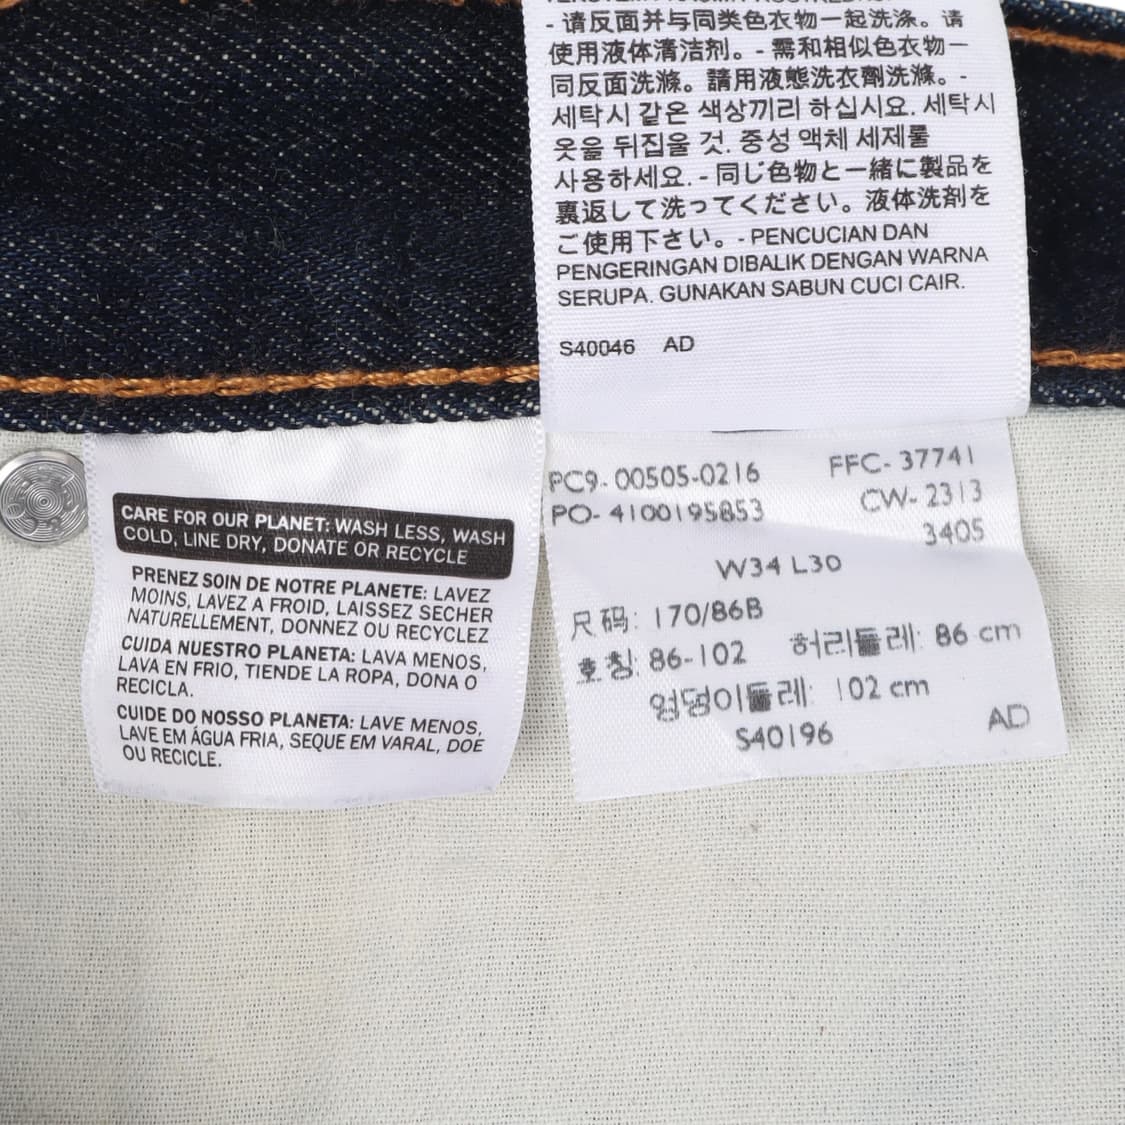 - 请反面并与同类色衣物一起洗涤。请
使用液体清洁剂。- 需和相似色衣物一
同反面洗滌。請用液態洗衣劑洗滌。-
세탁시 같은 색상끼리 하십시요. 세탁시
옷을 뒤집을 것. 중성 액체 세제를
사용하세요. - 同じ色物と一緒に製品を
裏返して洗ってください。液体洗剤を
ご使用下さい。- PENCUCIAN DAN
PENGERINGAN DIBALIK DENGAN WARNA
SERUPA. GUNAKAN SABUN CUCI CAIR.
S40046 AD
CARE FOR OUR PLANET: WASH LESS, WASH
COLD, LINE DRY, DONATE OR RECYCLE
PRENEZ SOIN DE NOTRE PLANETE: LAVEZ
MOINS, LAVEZ A FROID, LAISSEZ SECHER
NATURELLEMENT, DONNEZ OU RECYCLEZ
CUIDA NUESTRO PLANETA: LAVA MENOS,
LAVA EN FRIO, TIENDE LA ROPA, DONA O
RECICLA.
CUIDE DO NOSSO PLANETA: LAVE MENOS,
LAVE EM ÁGUA FRIA, SEQUE EM VARAL, DOE
OU RECICLE.
PC9- 00505-0216 FFC- 37741
PO- 4100195853 CW- 2313
3405
W34 L30
尺码: 170/86B
호칭: 86-102 허리둘레: 86 cm
엉덩이둘레: 102 cm
S40196 AD